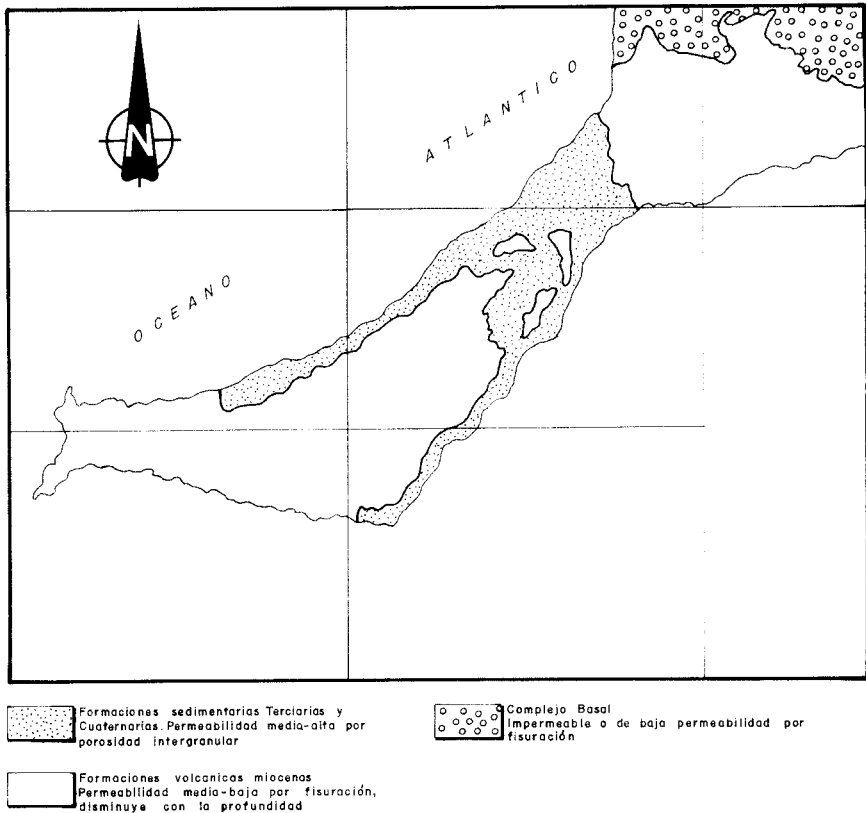 N
ATLANTICO
OCEANO
Formaciones sedimentarias Terciarias y
Cuaternarias. Permeabilidad media-alta por
porosidad intergranular
Complejo Basal
Impermeable o de baja permeabilidad por
fisuración
Formaciones volcanicas miocenas
Permeabilidad media-baja por fisuración,
disminuye con la profundidad